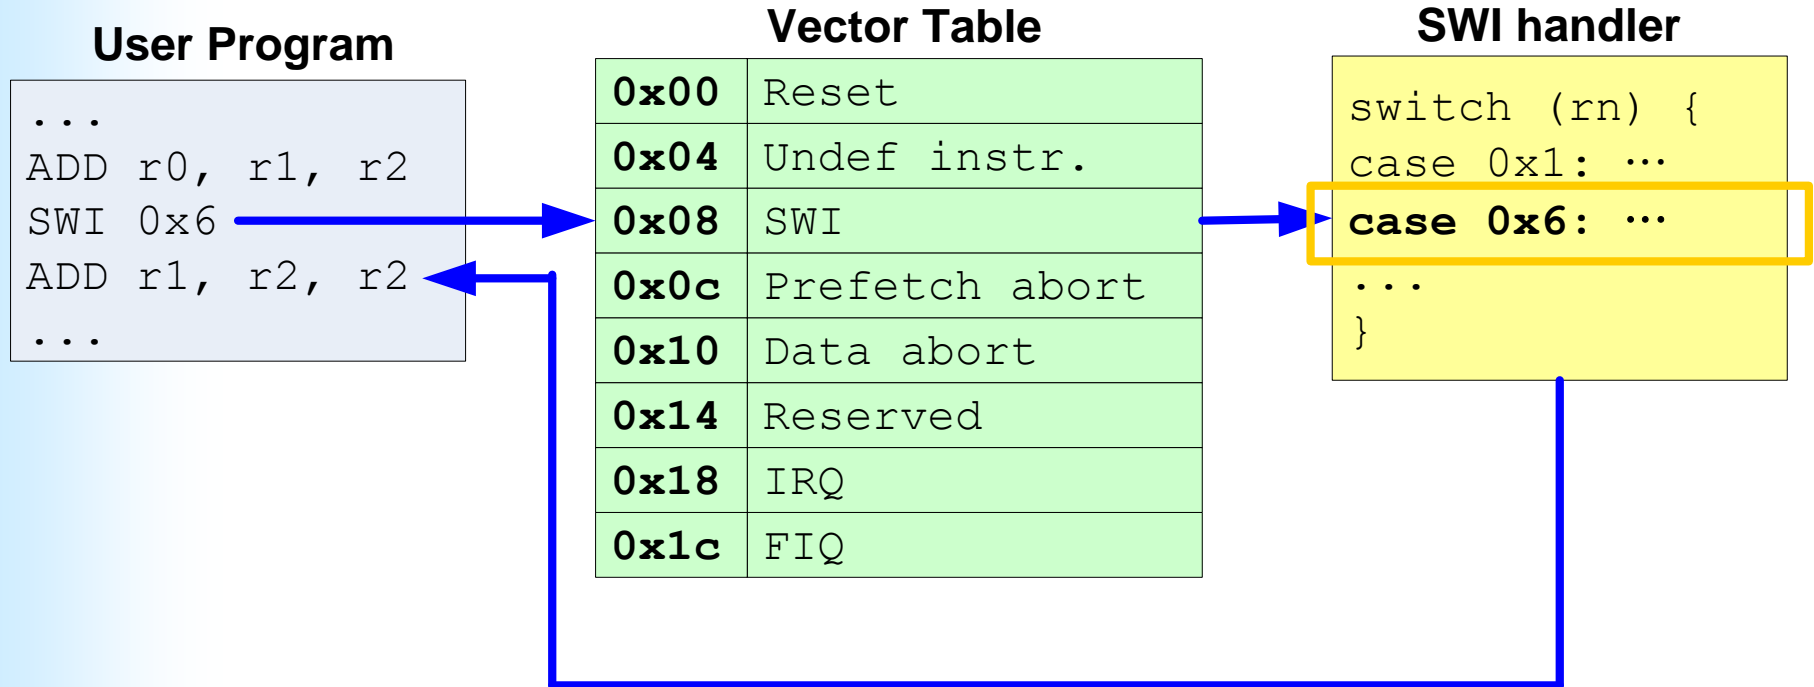 User Program
...
ADD r0, r1, r2
SWI 0x6
ADD r1, r2, r2
...
Vector Table
0x00 Reset
0x04 Undef instr.
0x08 SWI
0x0c Prefetch abort
0x10 Data abort
0x14 Reserved
0x18 IRQ
0x1c FIQ
SWI handler
switch (rn) {
case 0x1: …
case 0x6: …
...
}